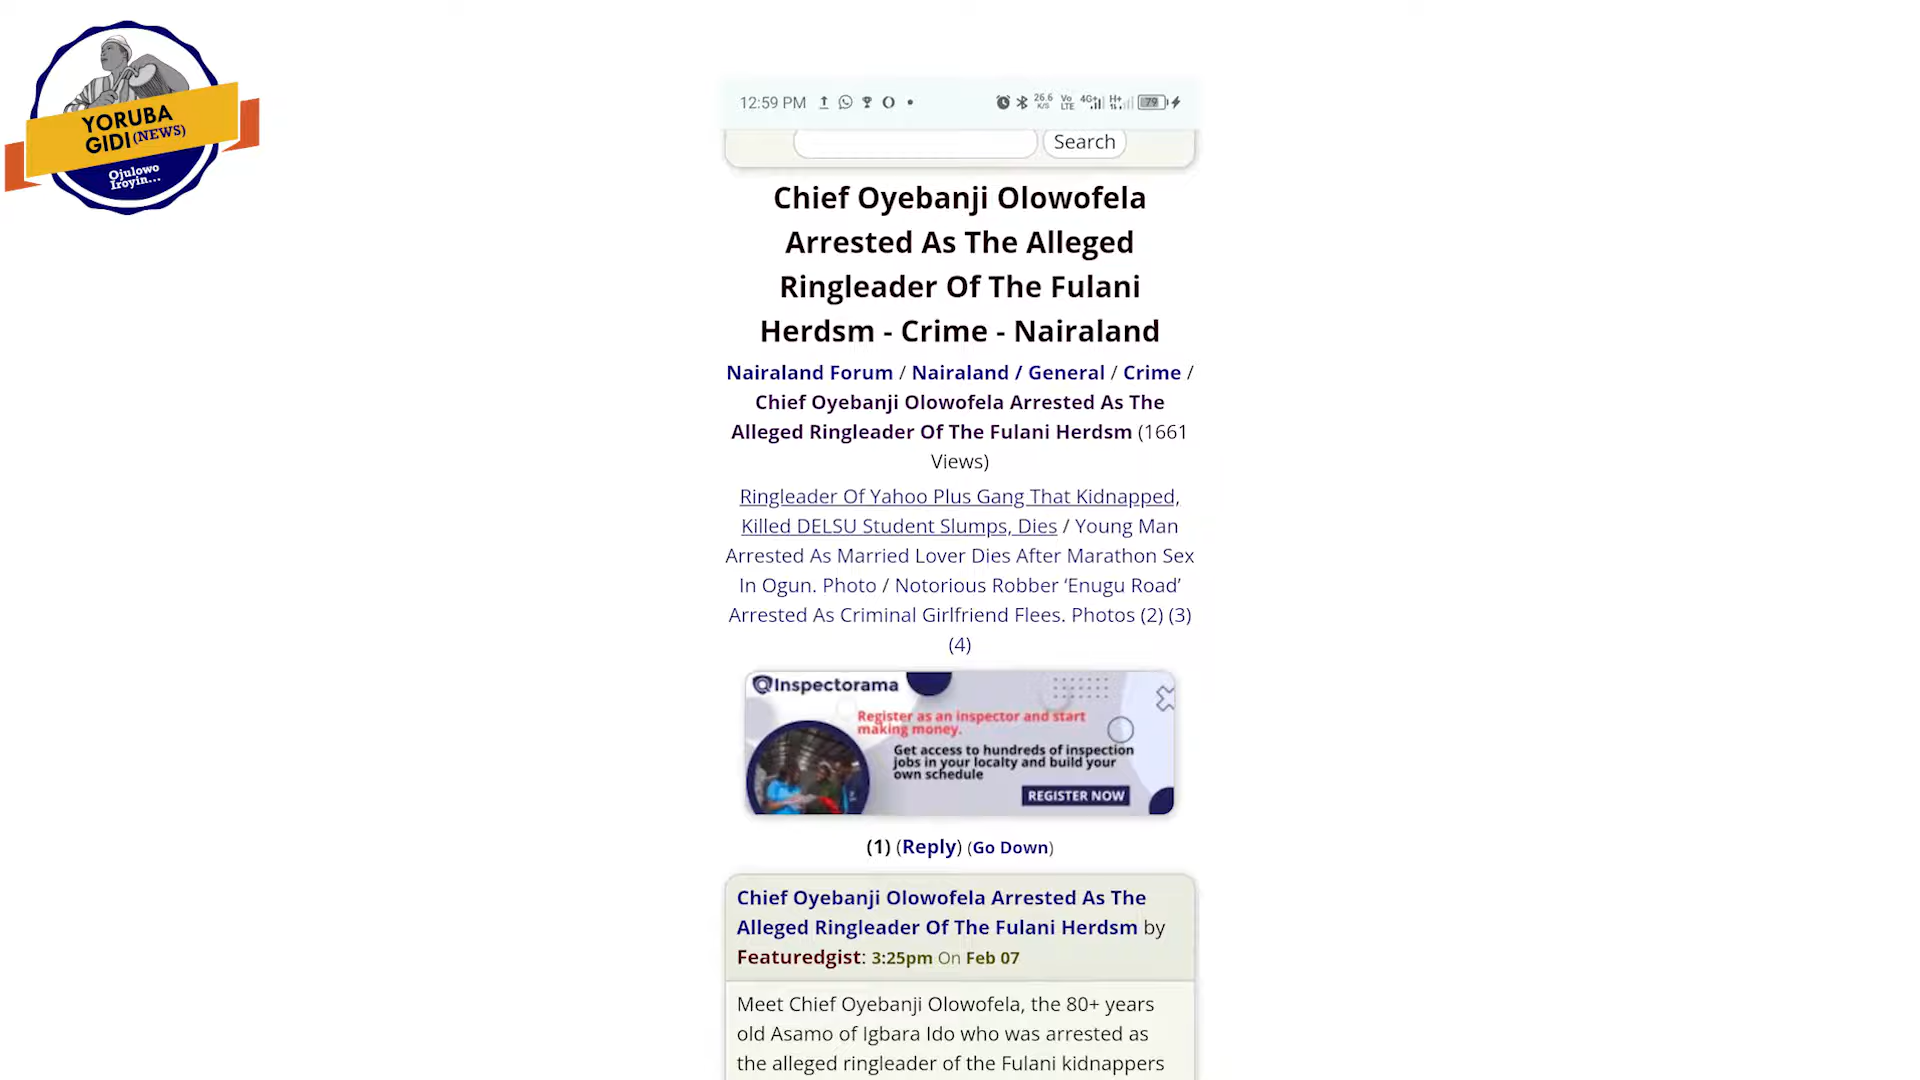 YORUBA
GIDI (NEWS)
Ojulowo
Iroyin...
12:59 PM
26.6
K/S
Vo
LTE
4G
H+
79
Search
Chief Oyebanji Olowofela
Arrested As The Alleged
Ringleader Of The Fulani
Herdsm - Crime - Nairaland
Nairaland Forum / Nairaland / General / Crime /
Chief Oyebanji Olowofela Arrested As The
Alleged Ringleader Of The Fulani Herdsm (1661
Views)
Ringleader Of Yahoo Plus Gang That Kidnapped,
Killed DELSU Student Slumps, Dies / Young Man
Arrested As Married Lover Dies After Marathon Sex
In Ogun. Photo / Notorious Robber ‘Enugu Road’
Arrested As Criminal Girlfriend Flees. Photos (2) (3)
(4)
Inspectorama
Register as an inspector and start
making money.
Get access to hundreds of inspection
jobs in your localty and build your
own schedule
REGISTER NOW
(1) (Reply) (Go Down)
Chief Oyebanji Olowofela Arrested As The
Alleged Ringleader Of The Fulani Herdsm by
Featuredgist: 3:25pm On Feb 07
Meet Chief Oyebanji Olowofela, the 80+ years
old Asamo of Igbara Ido who was arrested as
the alleged ringleader of the Fulani kidnappers